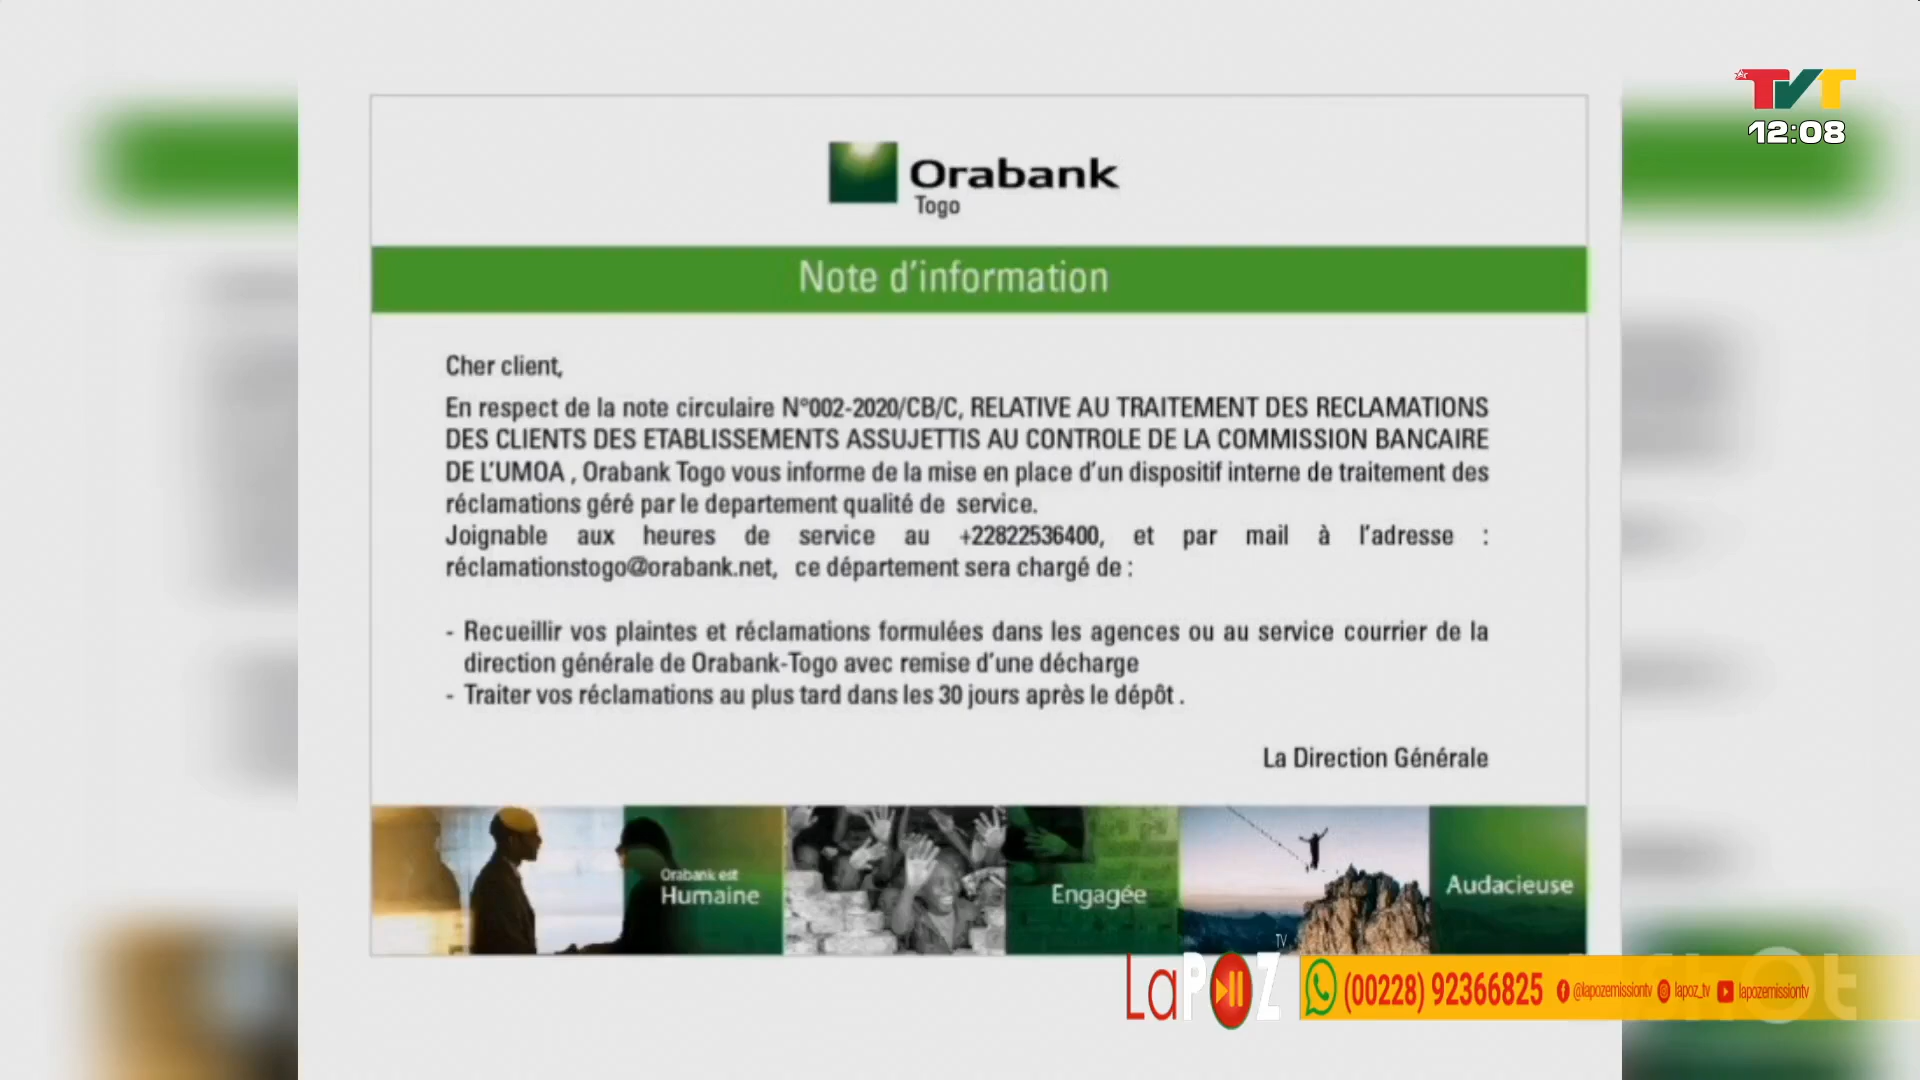 TVT
12:08
Orabank
Togo
Note d'information
Cher client,
En respect de la note circulaire N°002-2020/CB/C, RELATIVE AU TRAITEMENT DES RECLAMATIONS
DES CLIENTS DES ETABLISSEMENTS ASSUJETTIS AU CONTROLE DE LA COMMISSION BANCAIRE
DE L'UMOA , Orabank Togo vous informe de la mise en place d'un dispositif interne de traitement des
réclamations géré par le departement qualité de service.
Joignable aux heures de service au +22822536400, et par mail à l'adresse :
réclamationstogo@orabank.net, ce département sera chargé de :
- Recueillir vos plaintes et réclamations formulées dans les agences ou au service courrier de la
direction générale de Orabank-Togo avec remise d'une décharge
- Traiter vos réclamations au plus tard dans les 30 jours après le dépôt .
La Direction Générale
Orabank est
Humaine
Engagée
Audacieuse
LaPOZ TV
(00228) 92366825 @lapozemissiontv lapoz_tv lapozemissiontv